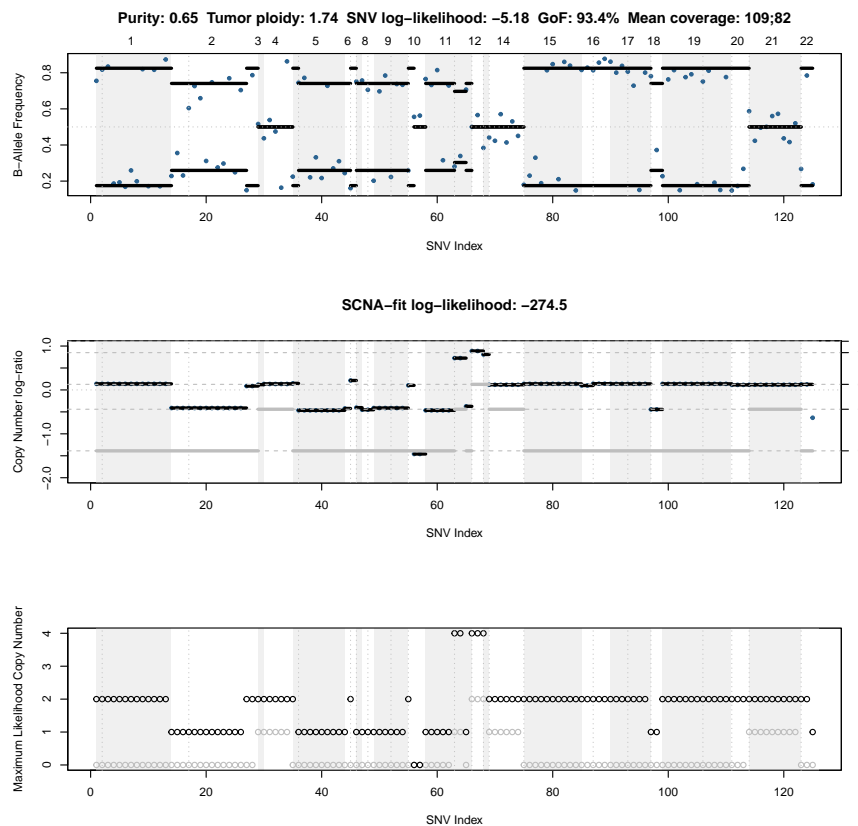 Purity: 0.65 Tumor ploidy: 1.74 SNV log−likelihood: −5.18 GoF: 93.4% Mean coverage: 109;82
1 2 3 4 5 6 8 9 10 11 12 14 15 16 17 18 19 20 21 22
B−Allele Frequency
0.8
0.6
0.4
0.2
0 20 40 60 80 100 120
SNV Index
SCNA−fit log−likelihood: −274.5
Copy Number log−ratio
1.0
0.0
−1.0
−2.0
0 20 40 60 80 100 120
SNV Index
Maximum Likelihood Copy Number
4
3
2
1
0
0 20 40 60 80 100 120
SNV Index